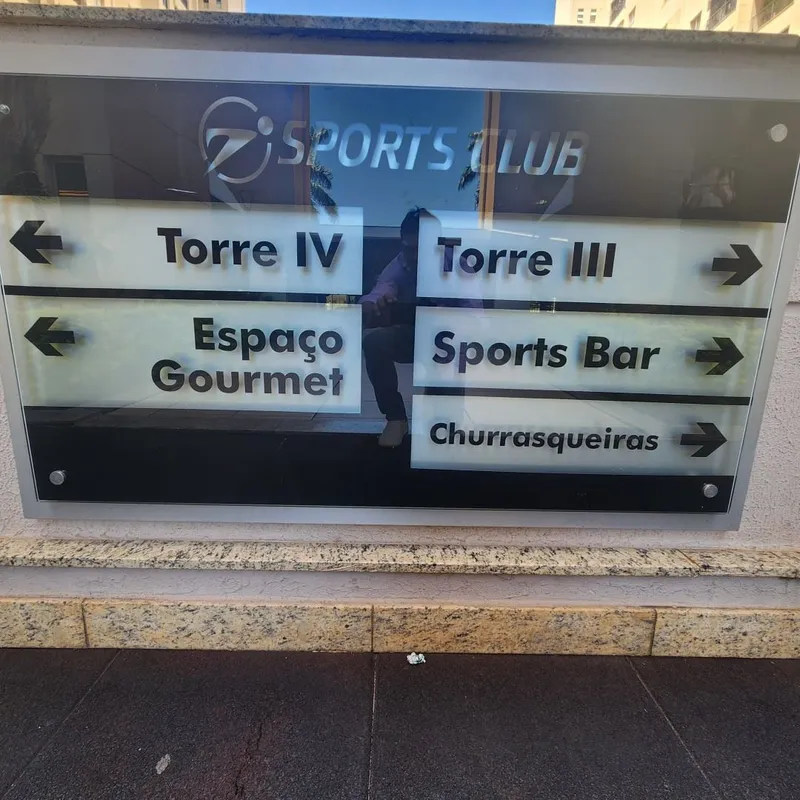 SPORTS CLUB
Torre IV
Espaço
Gourmet
Torre III
Sports Bar
Churrasqueiras